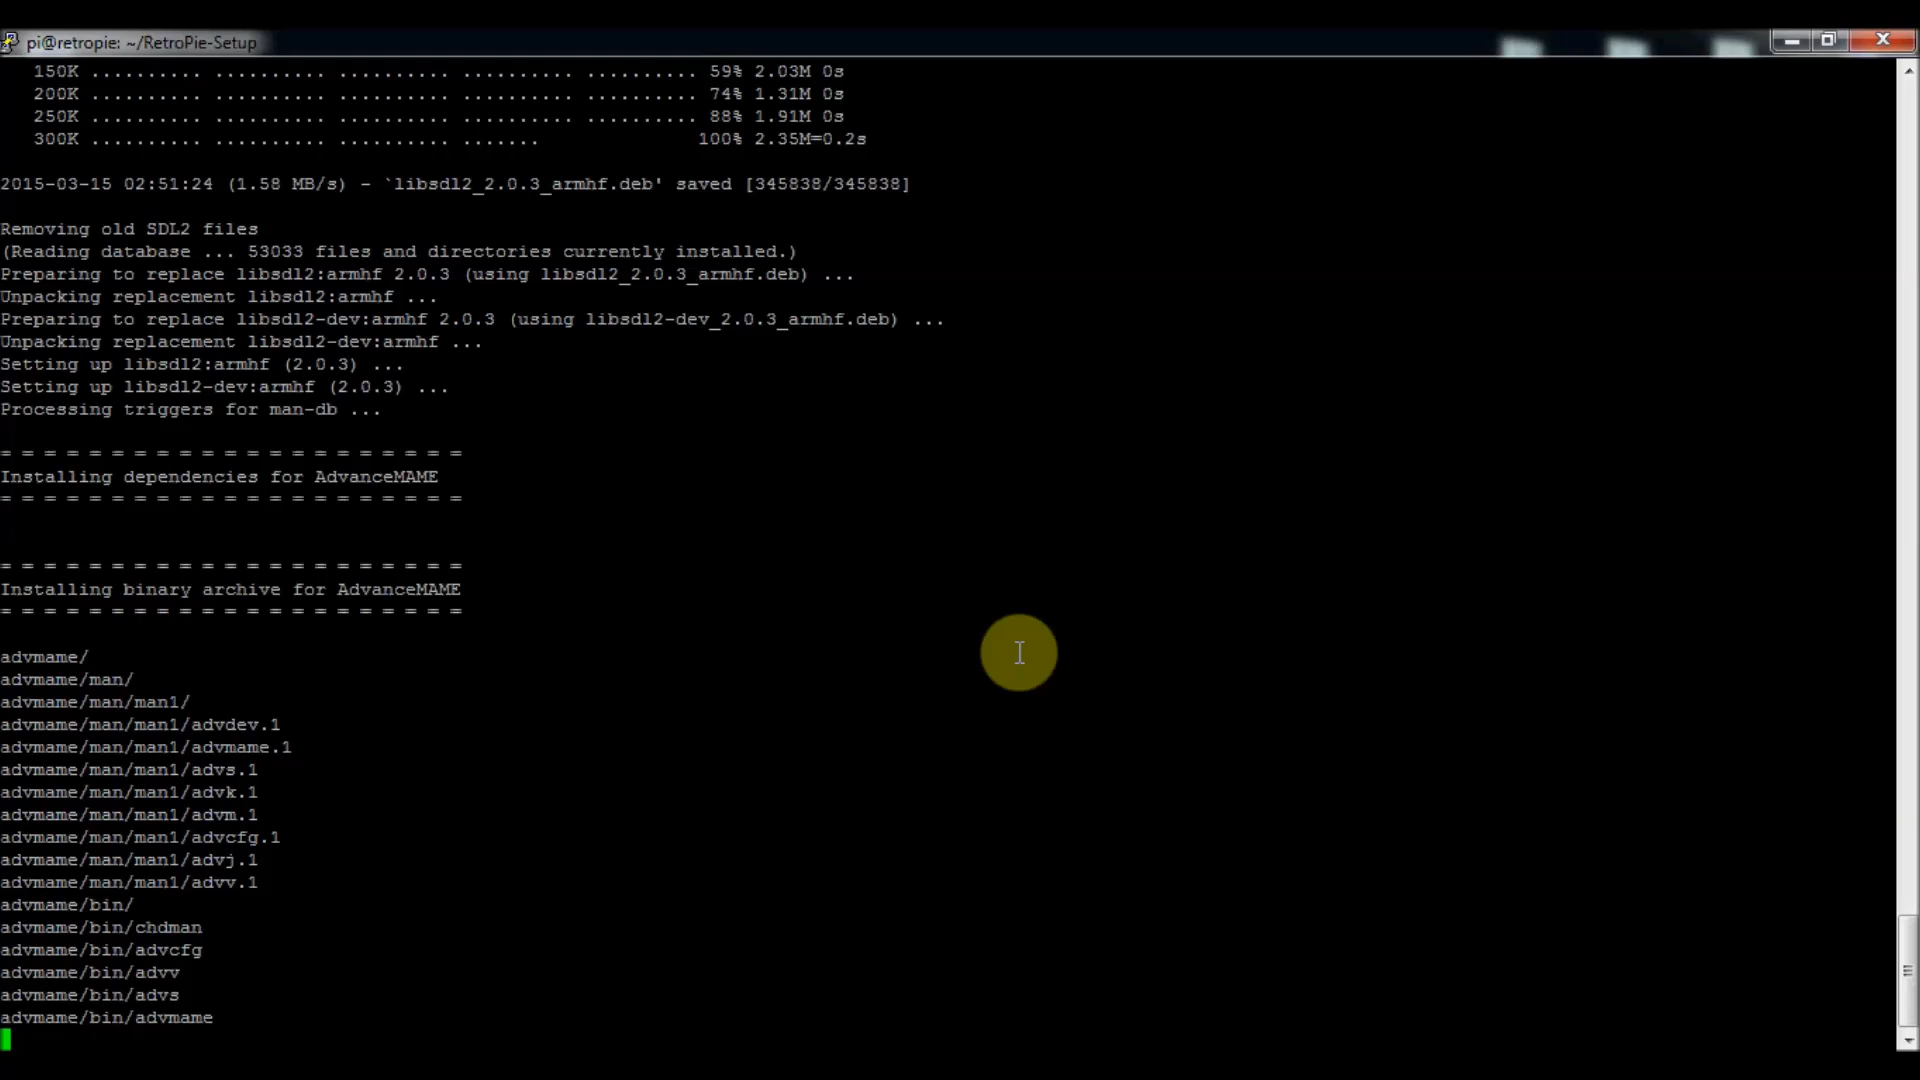 pi@retropie: ~/RetroPie-Setup
150K .......... .......... .......... .......... .......... 59% 2.03M 0s
200K .......... .......... .......... .......... .......... 74% 1.31M 0s
250K .......... .......... .......... .......... .......... 88% 1.91M 0s
300K .......... .......... .......... ....... 100% 2.35M=0.2s
2015-03-15 02:51:24 (1.58 MB/s) - `libsdl2_2.0.3_armhf.deb' saved [345838/345838]
Removing old SDL2 files
(Reading database ... 53033 files and directories currently installed.)
Preparing to replace libsdl2:armhf 2.0.3 (using libsdl2_2.0.3_armhf.deb) ...
Unpacking replacement libsdl2:armhf ...
Preparing to replace libsdl2-dev:armhf 2.0.3 (using libsdl2-dev_2.0.3_armhf.deb) ...
Unpacking replacement libsdl2-dev:armhf ...
Setting up libsdl2:armhf (2.0.3) ...
Setting up libsdl2-dev:armhf (2.0.3) ...
Processing triggers for man-db ...
= = = = = = = = = = = = = = = = = = = = =
Installing dependencies for AdvanceMAME
= = = = = = = = = = = = = = = = = = = = =
= = = = = = = = = = = = = = = = = = = = =
Installing binary archive for AdvanceMAME
= = = = = = = = = = = = = = = = = = = = =
advmame/
advmame/man/
advmame/man/man1/
advmame/man/man1/advdev.1
advmame/man/man1/advmame.1
advmame/man/man1/advs.1
advmame/man/man1/advk.1
advmame/man/man1/advm.1
advmame/man/man1/advcfg.1
advmame/man/man1/advj.1
advmame/man/man1/advv.1
advmame/bin/
advmame/bin/chdman
advmame/bin/advcfg
advmame/bin/advv
advmame/bin/advs
advmame/bin/advmame